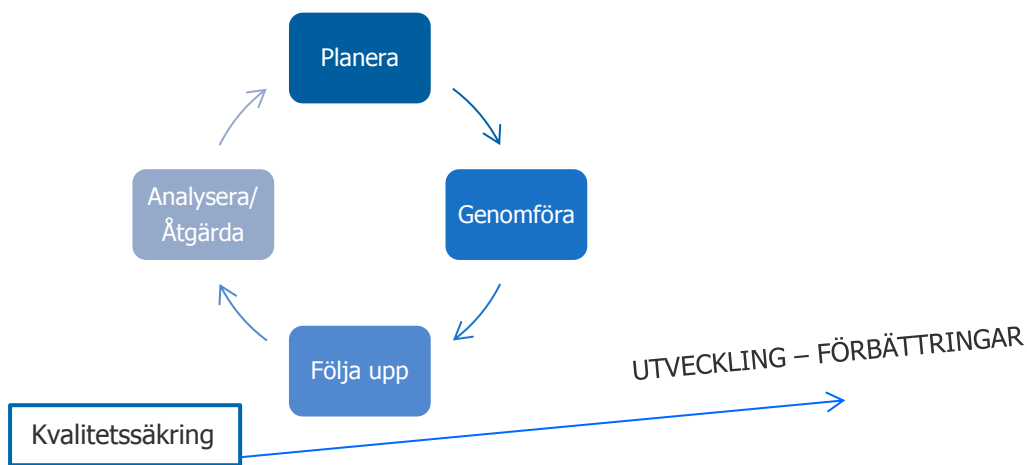 Planera
Genomföra
Följa upp
Analysera/
Åtgärda
UTVECKLING – FÖRBÄTTRINGAR
Kvalitetssäkring